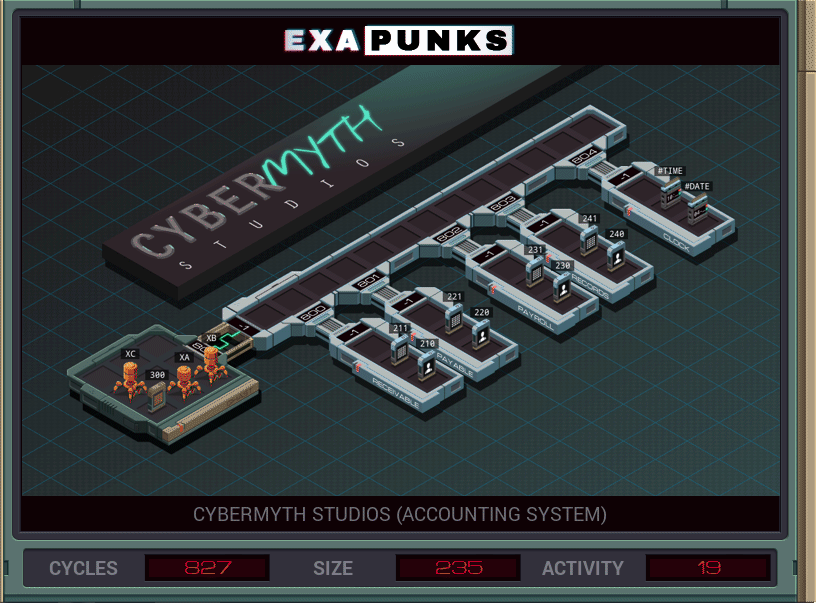 EXAPUNKS
CYBERMYTH
STUDIOS
804
-1
#TIME
#DATE
CLOCK
803
-1
241
240
RECORDS
802
-1
231
230
PAYROLL
801
-1
221
220
PAYABLE
800
-1
211
210
RECEIVABLE
-1
XB
XC
XA
300
CYBERMYTH STUDIOS (ACCOUNTING SYSTEM)
CYCLES 827 SIZE 235 ACTIVITY 19